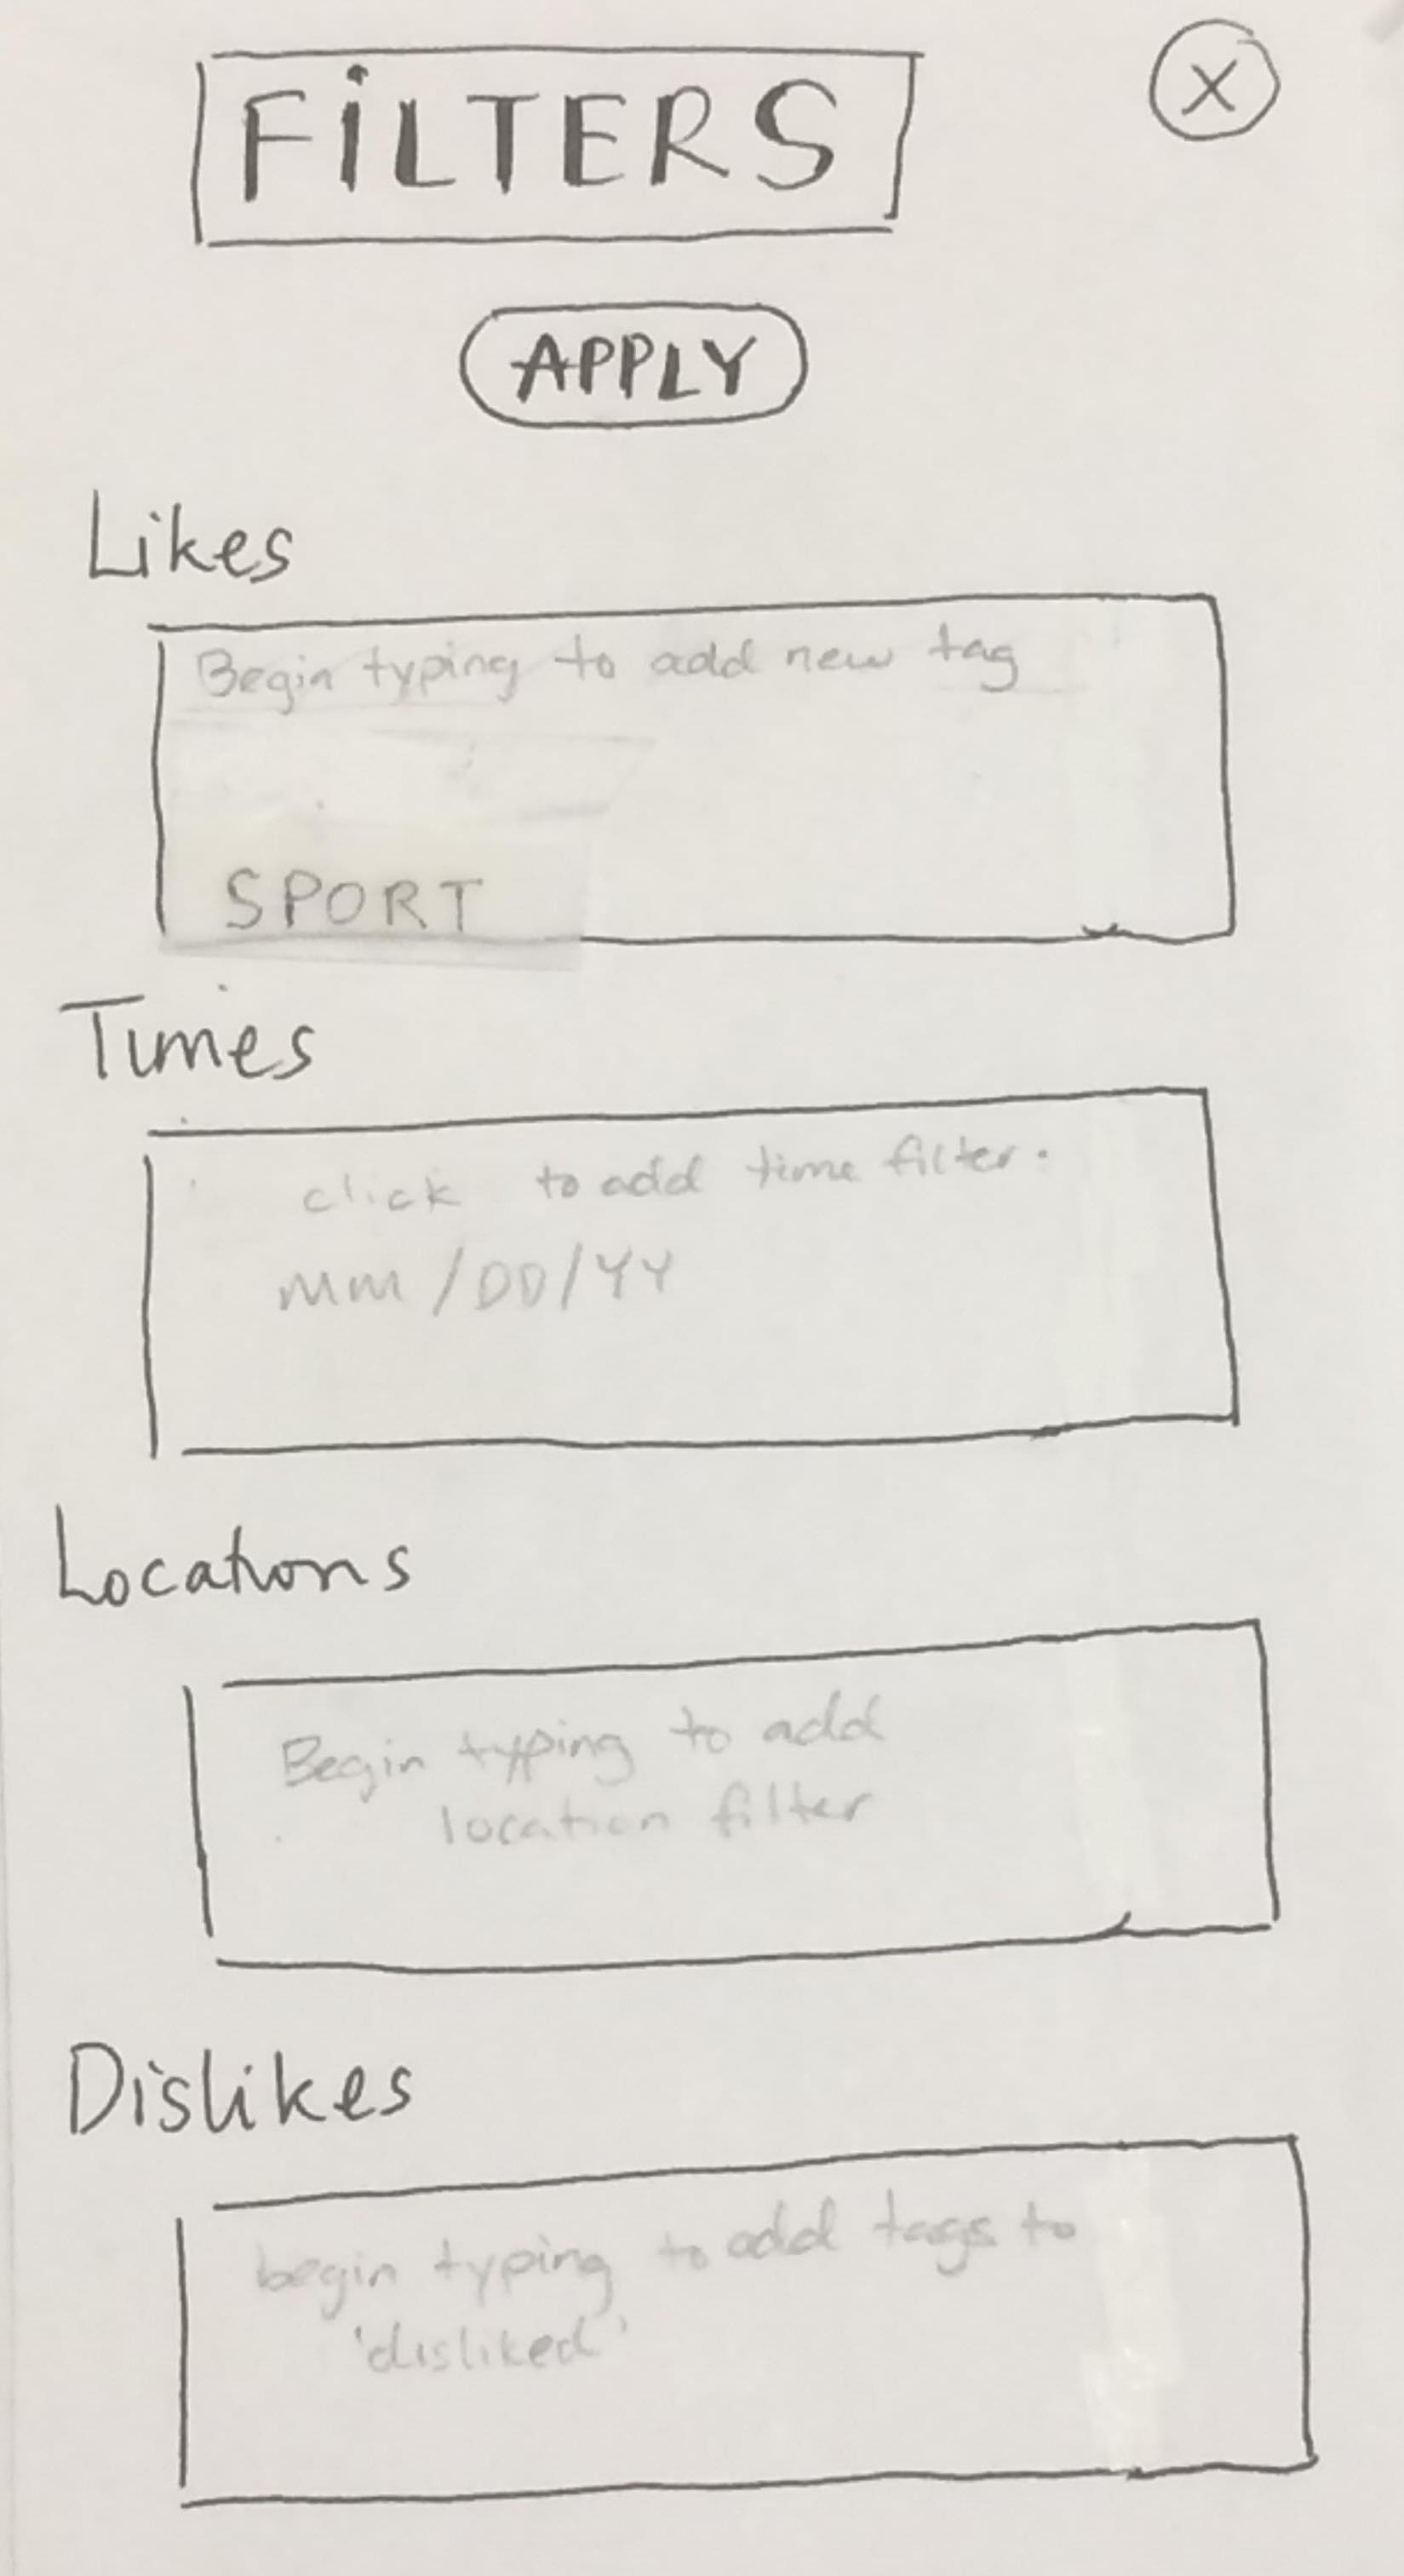 FILTERS
X
APPLY
Likes
Begin typing to add new tag
SPORT
Times
click to add time filter:
MM/DD/YY
Locations
Begin typing to add
location filter
Dislikes
begin typing to add tags to
'disliked'